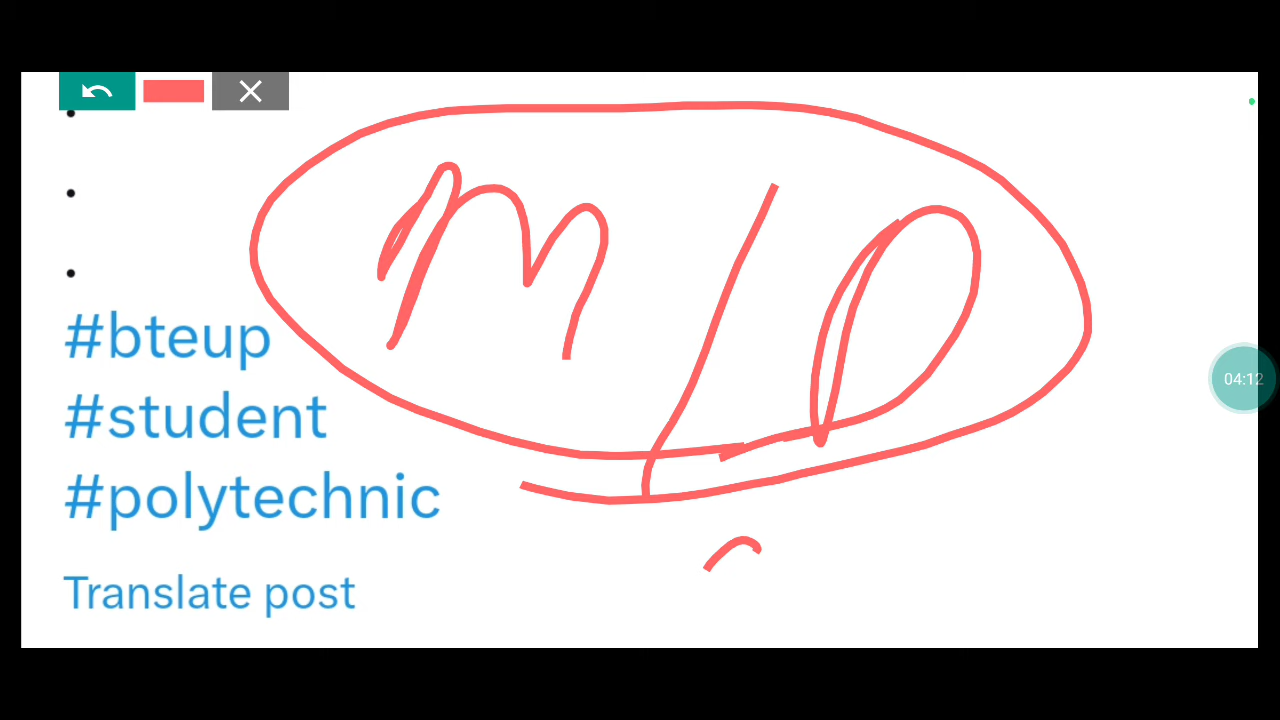 M/D
#bteup
#student
#polytechnic
Translate post
04:12